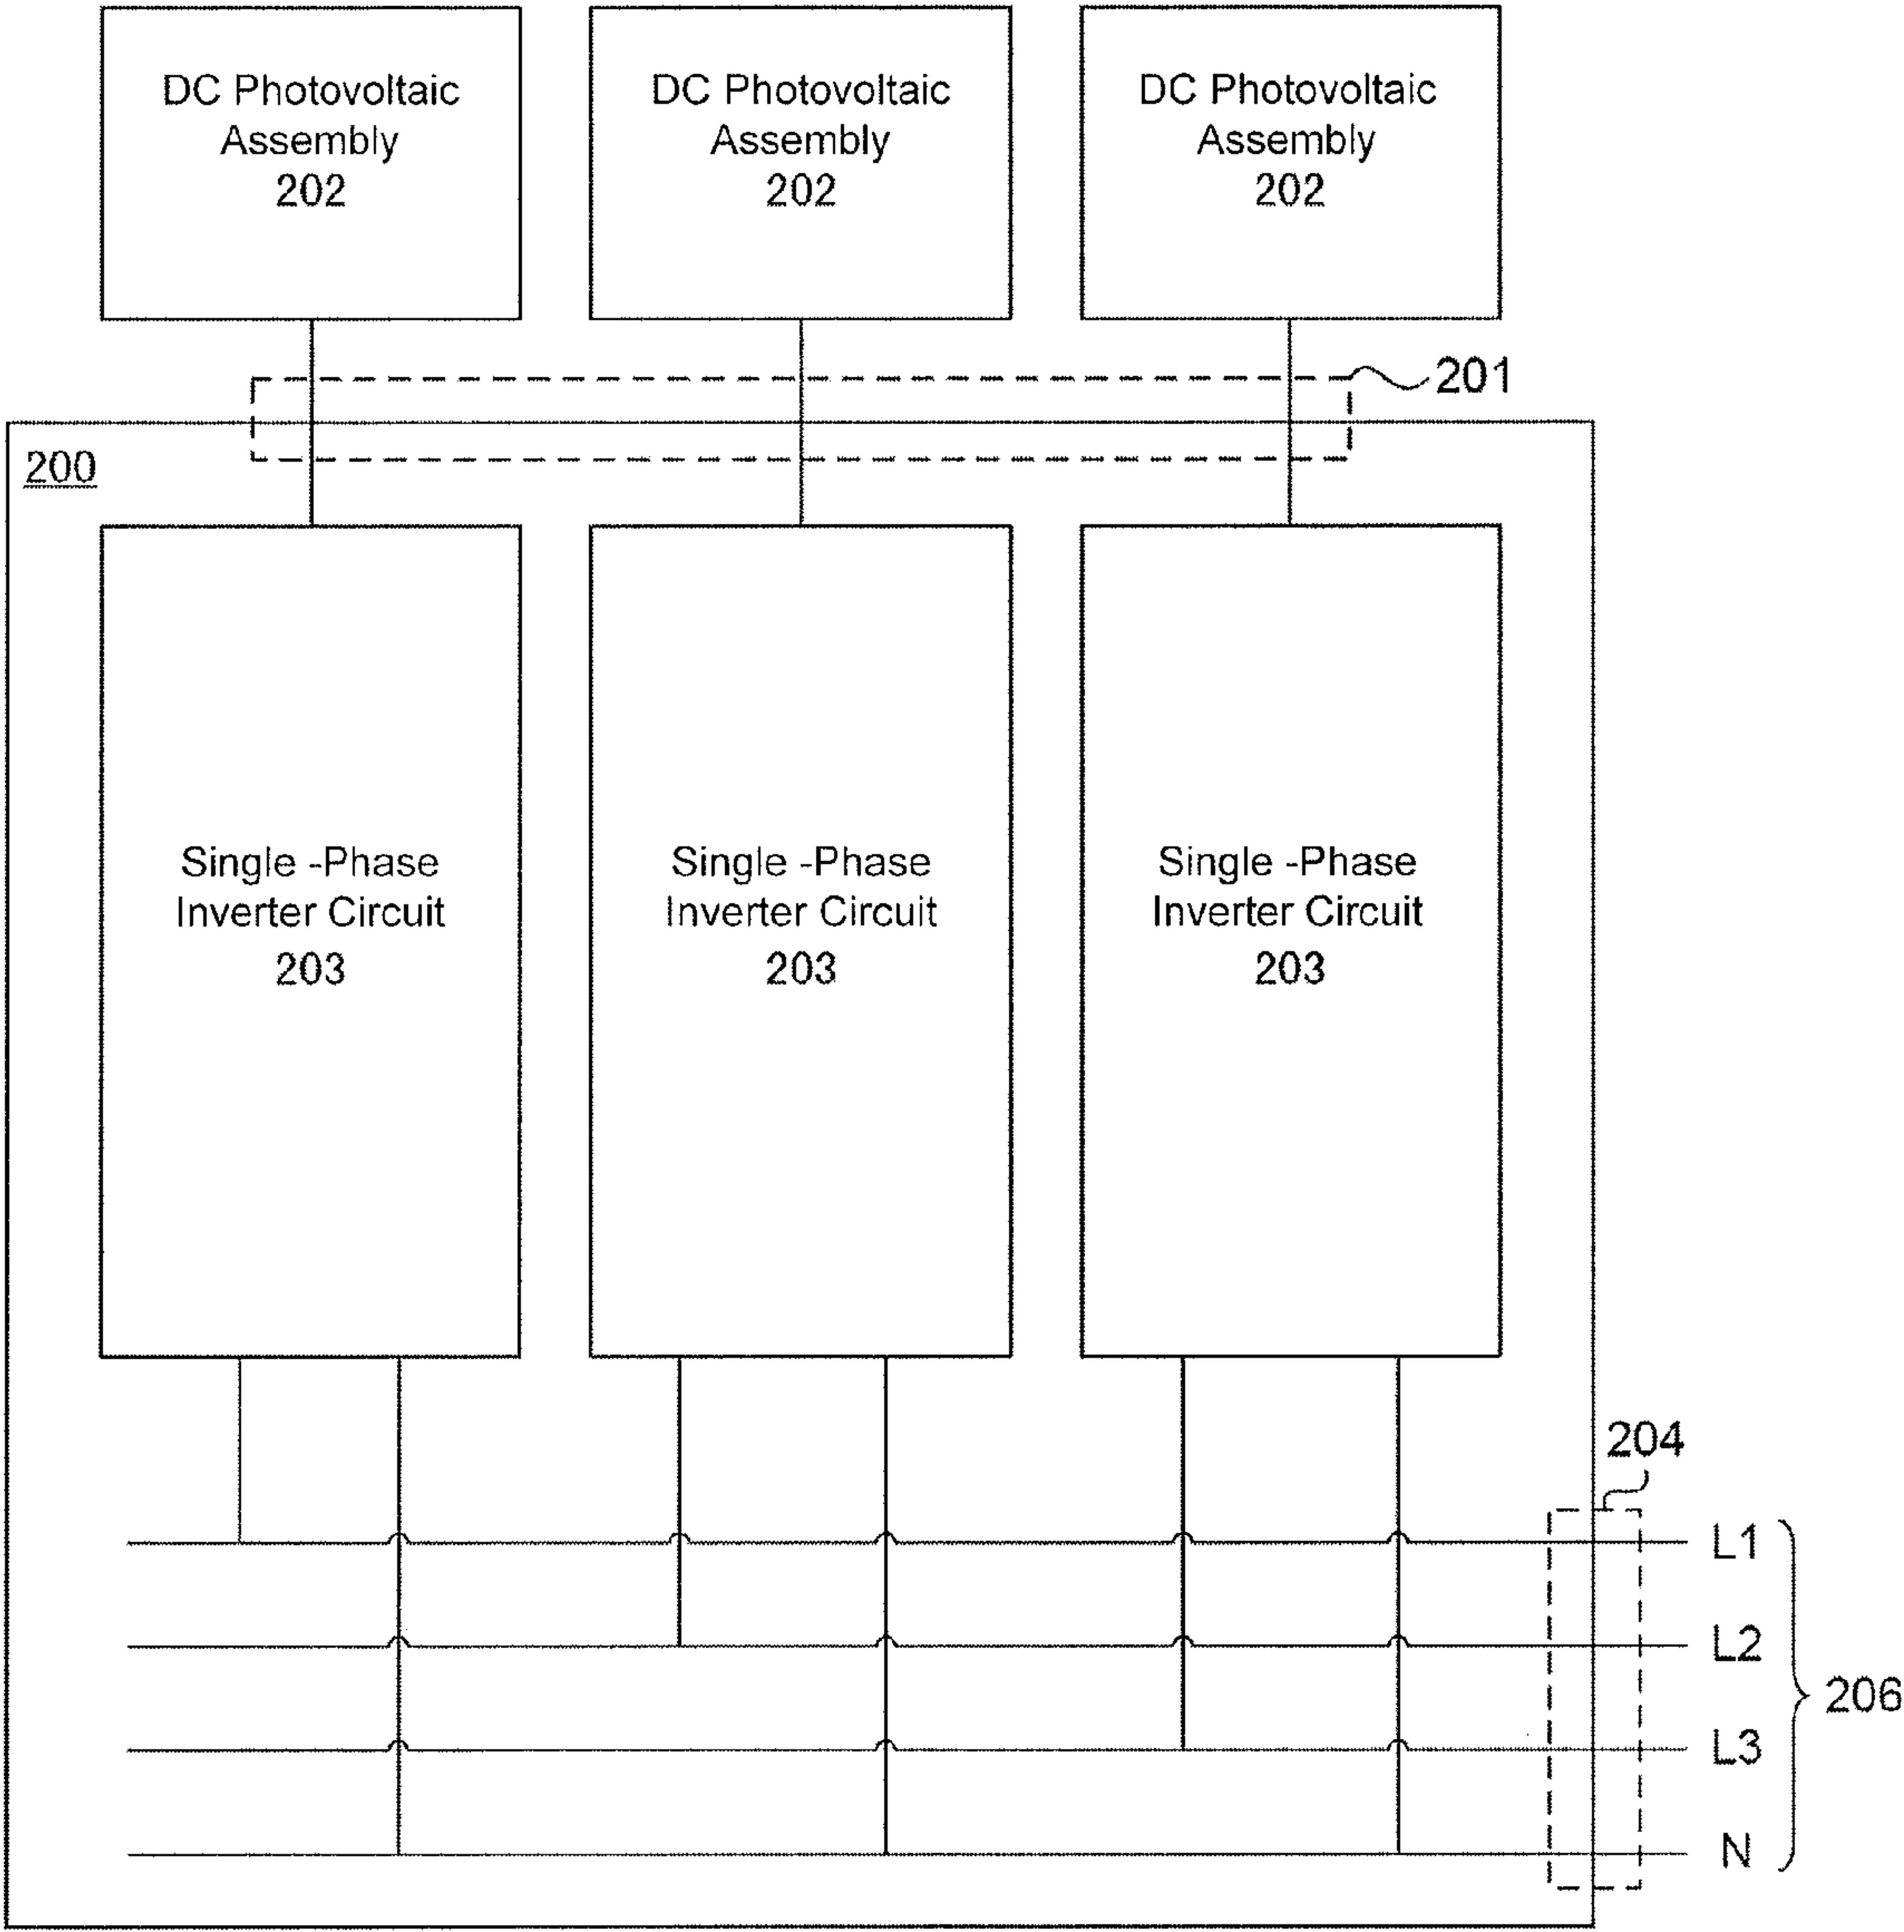 DC Photovoltaic
Assembly
202
DC Photovoltaic
Assembly
202
DC Photovoltaic
Assembly
202
201
200
Single -Phase
Inverter Circuit
203
Single -Phase
Inverter Circuit
203
Single -Phase
Inverter Circuit
203
204
L1
L2
206
L3
N